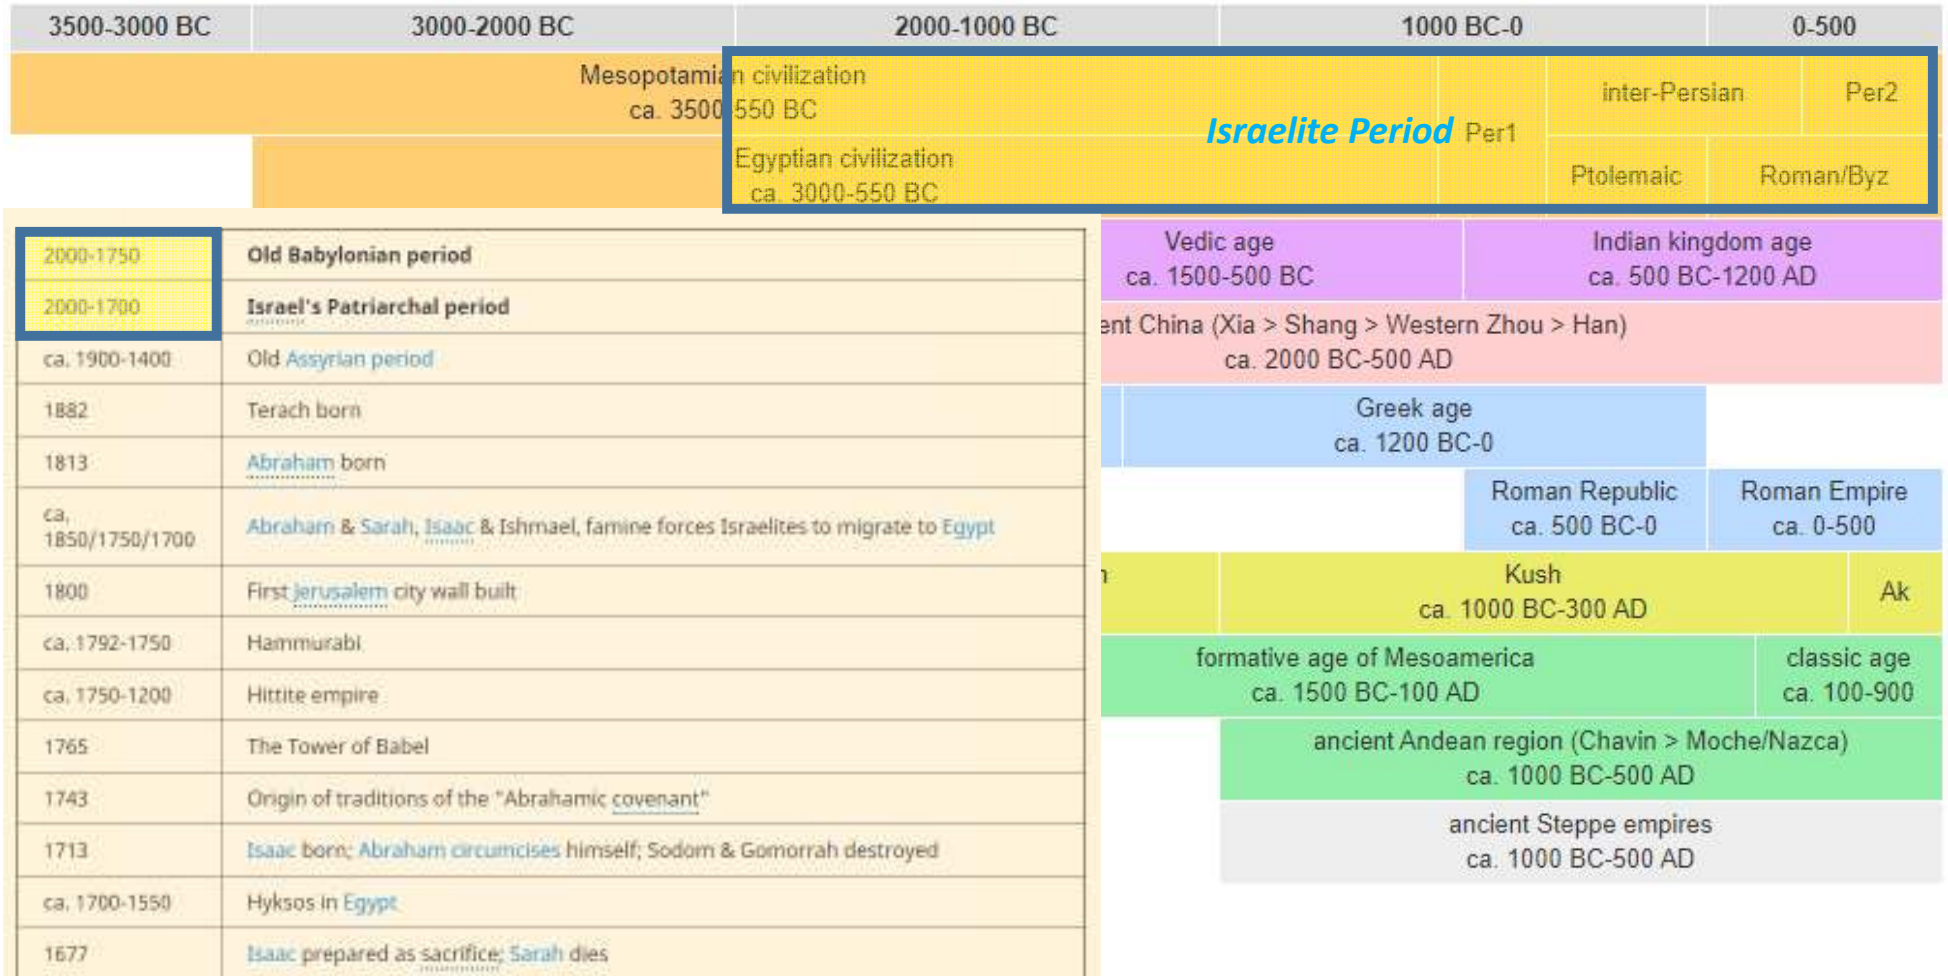 3500-3000 BC 3000-2000 BC 2000-1000 BC 1000 BC-0 0-500
Mesopotamian civilization
ca. 3500-550 BC
inter-Persian Per2
Israelite Period Per1
Egyptian civilization
ca. 3000-550 BC
Ptolemaic Roman/Byz
2000-1750 Old Babylonian period
2000-1700 Israel's Patriarchal period
ca. 1900-1400 Old Assyrian period
1882 Terach born
1813 Abraham born
ca.
1850/1750/1700 Abraham & Sarah, Isaac & Ishmael, famine forces Israelites to migrate to Egypt
1800 First Jerusalem city wall built
ca. 1792-1750 Hammurabi
ca. 1750-1200 Hittite empire
1765 The Tower of Babel
1743 Origin of traditions of the "Abrahamic covenant"
1713 Isaac born; Abraham circumcises himself; Sodom & Gomorrah destroyed
ca. 1700-1550 Hyksos in Egypt
1677 Isaac prepared as sacrifice; Sarah dies
Vedic age
ca. 1500-500 BC
Indian kingdom age
ca. 500 BC-1200 AD
ent China (Xia > Shang > Western Zhou > Han)
ca. 2000 BC-500 AD
Greek age
ca. 1200 BC-0
Roman Republic
ca. 500 BC-0
Roman Empire
ca. 0-500
Kush
ca. 1000 BC-300 AD
Ak
formative age of Mesoamerica
ca. 1500 BC-100 AD
classic age
ca. 100-900
ancient Andean region (Chavin > Moche/Nazca)
ca. 1000 BC-500 AD
ancient Steppe empires
ca. 1000 BC-500 AD